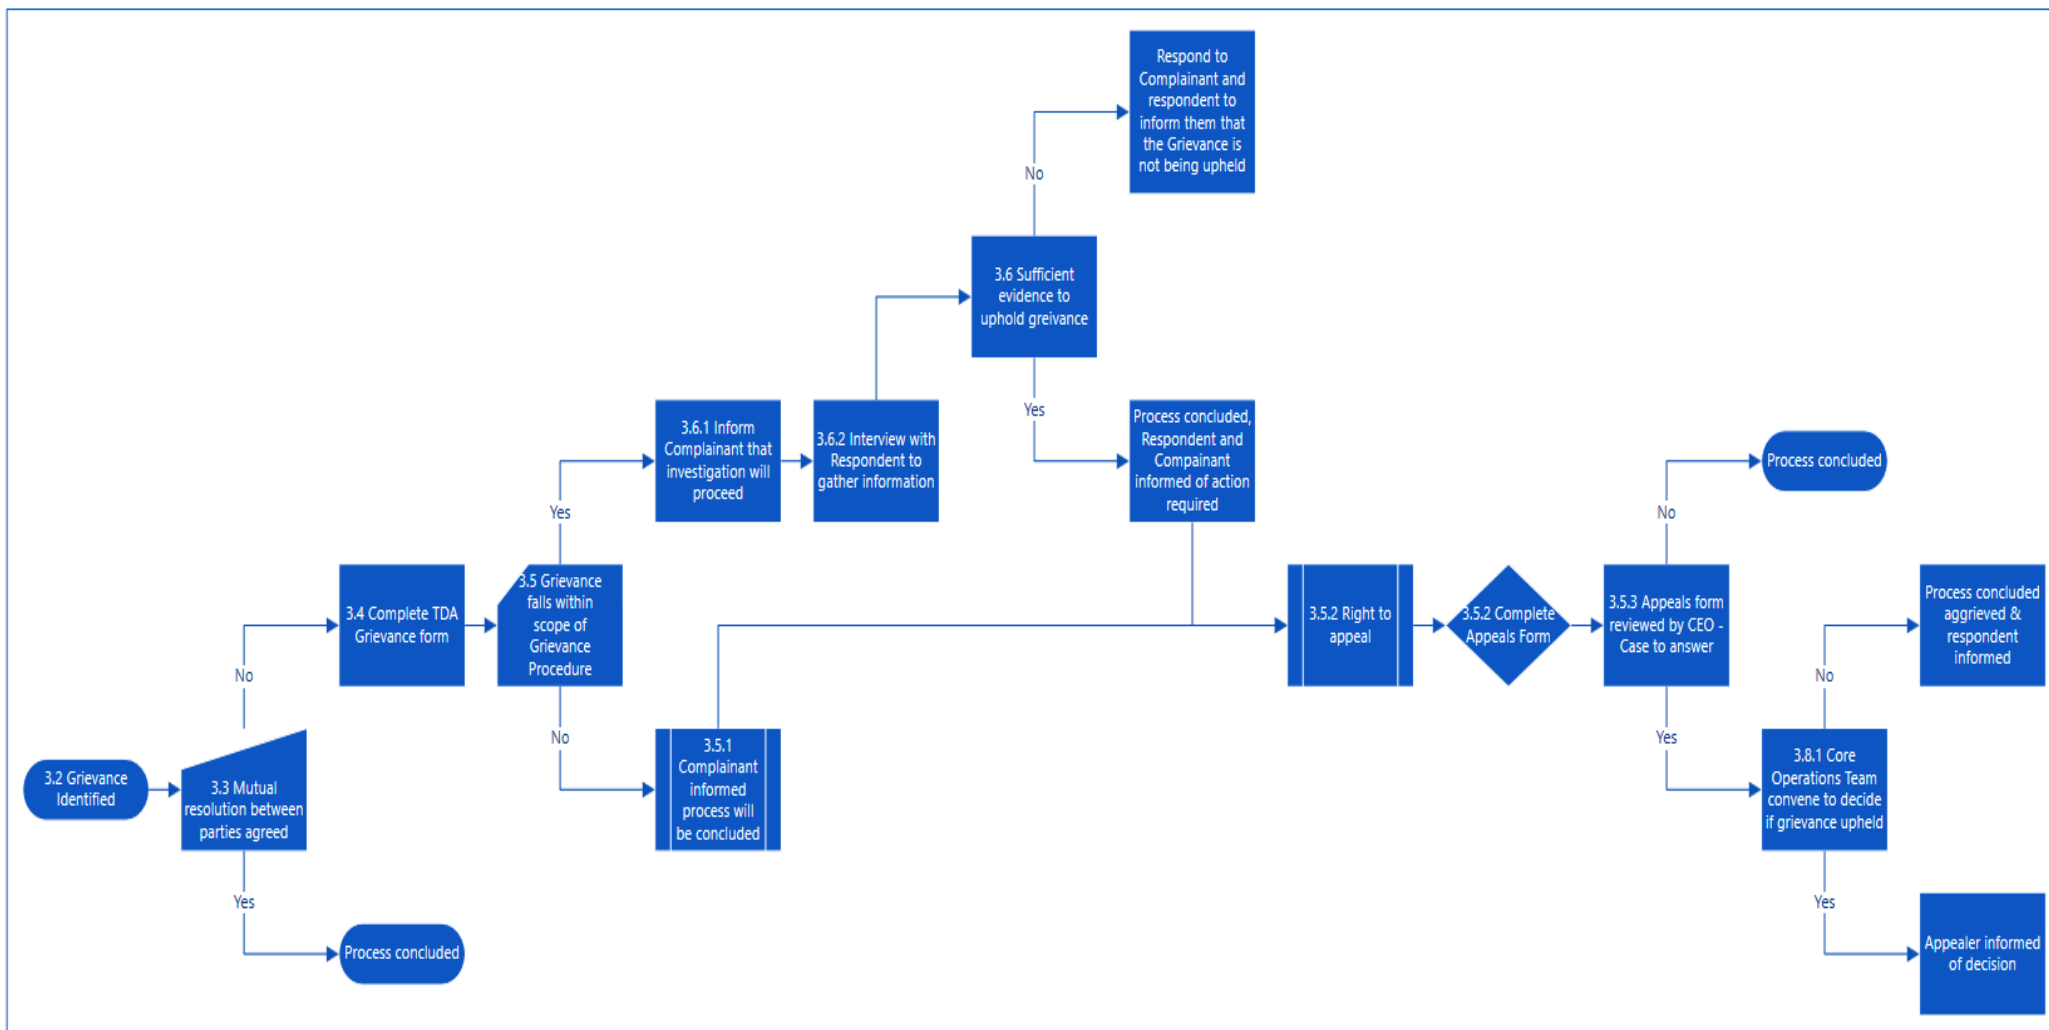 Respond to
Complainant and
respondent to
inform them that
the Grievance is
not being upheld
No
3.6 Sufficient
evidence to
uphold greivance
Yes
3.6.1 Inform
Complainant that
investigation will
proceed
3.6.2 Interview with
Respondent to
gather information
Process concluded,
Respondent and
Compainant
informed of action
required
Process concluded
No
Yes
3.4 Complete TDA
Grievance form
3.5 Grievance
falls within
scope of
Grievance
Procedure
3.5.2 Right to
appeal
3.5.2 Complete
Appeals Form
3.5.3 Appeals form
reviewed by CEO -
Case to answer
Process concluded
aggrieved &
respondent
informed
No
No
Yes
No
3.2 Grievance
Identified
3.3 Mutual
resolution between
parties agreed
3.5.1
Complainant
informed
process will
be concluded
3.8.1 Core
Operations Team
convene to decide
if grievance upheld
Yes
Yes
Process concluded
Appealer informed
of decision